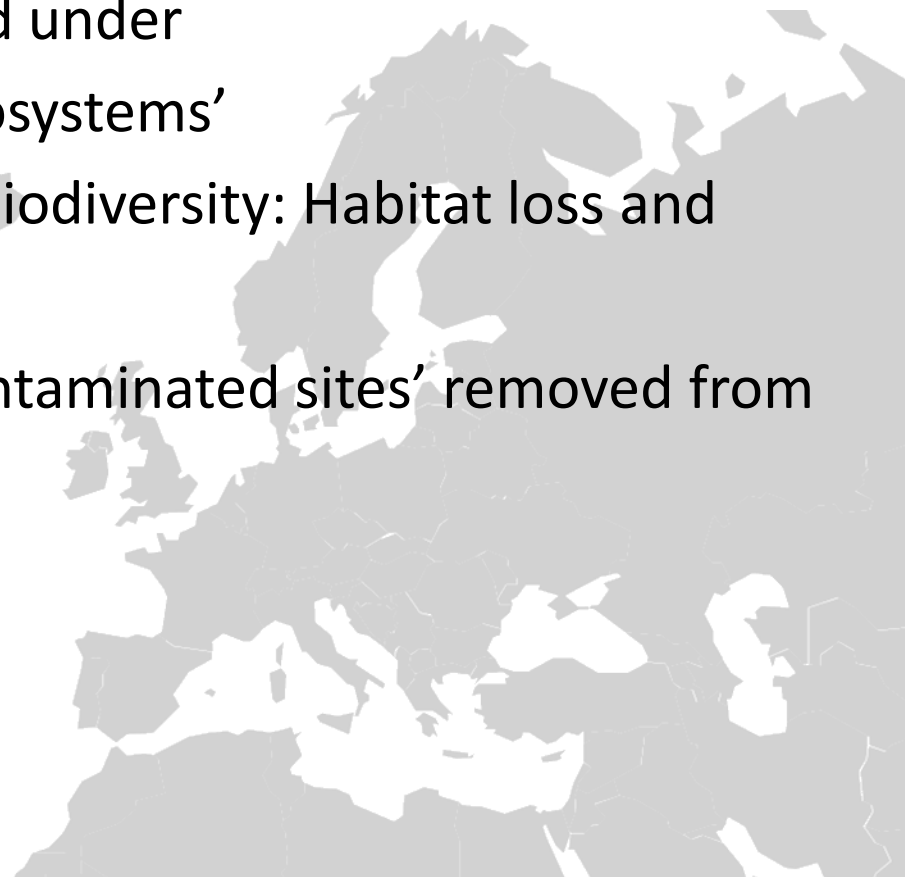 d under
osystems’
iodiversity: Habitat loss and
ntaminated sites’ removed from